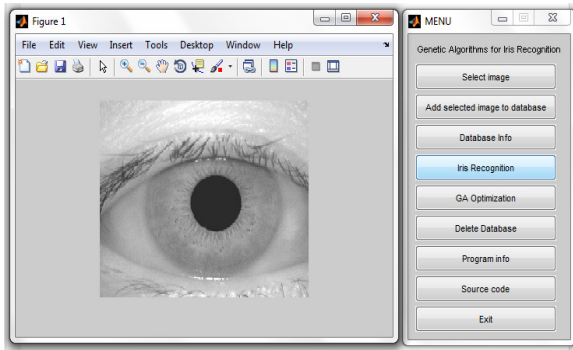 Figure 1
File Edit View Insert Tools Desktop Window Help
MENU
Genetic Algorithms for Iris Recognition
Select image
Add selected image to database
Database Info
Iris Recognition
GA Optimization
Delete Database
Program info
Source code
Exit